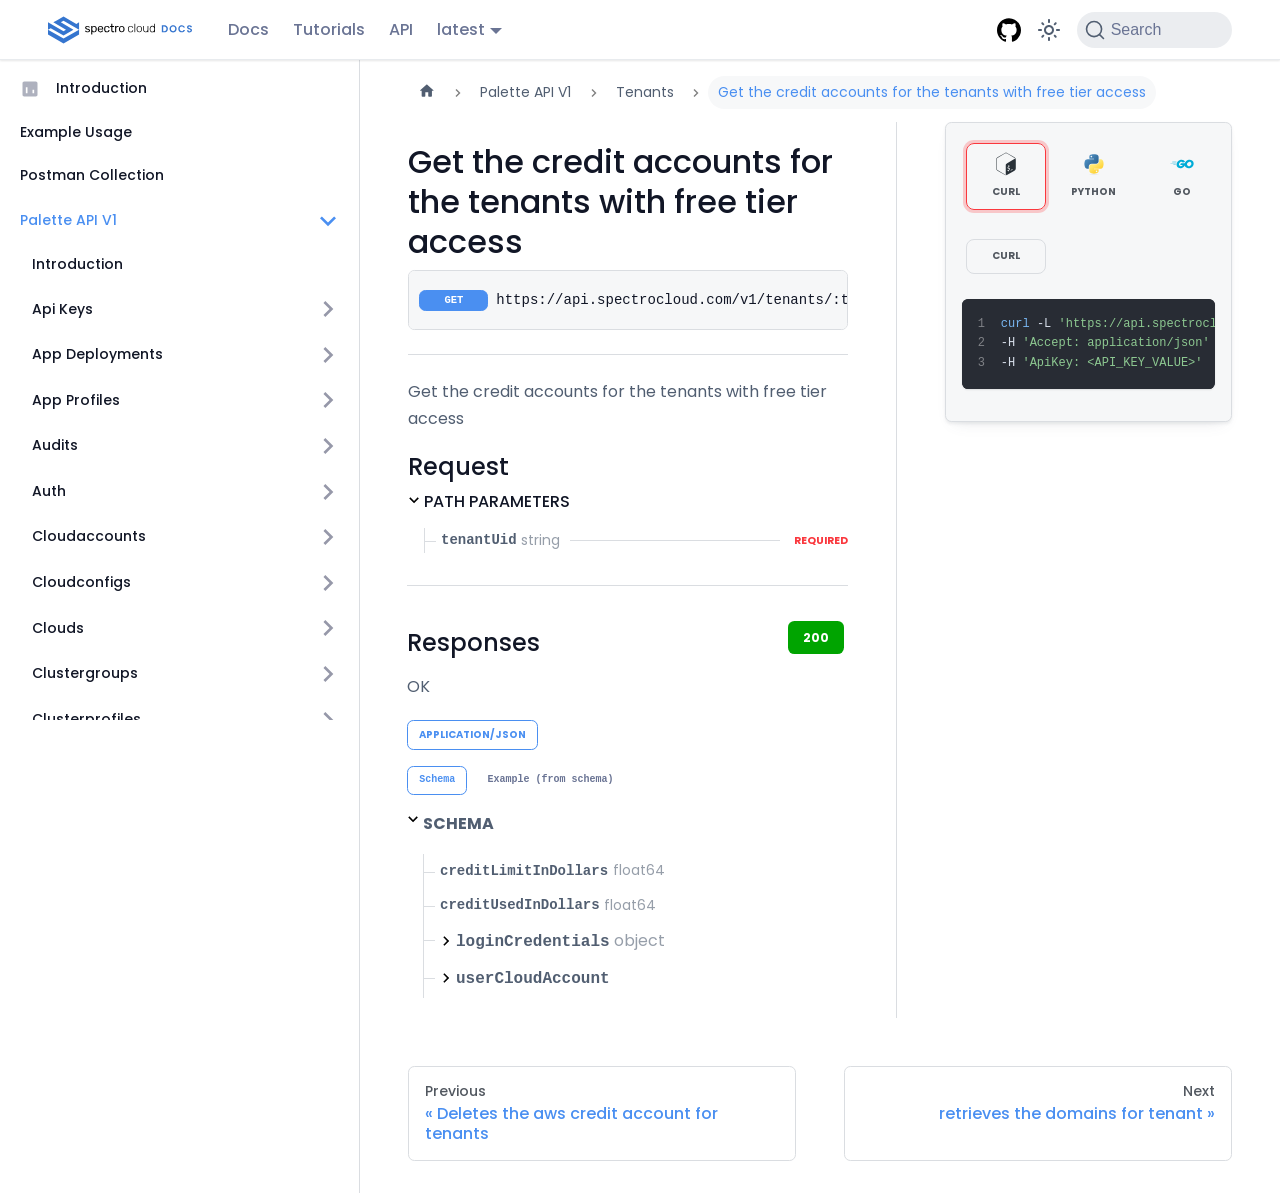 spectro cloud DOCS
Docs Tutorials API latest
Search
Introduction
Example Usage
Postman Collection
Palette API V1
Introduction
Api Keys
App Deployments
App Profiles
Audits
Auth
Cloudaccounts
Cloudconfigs
Clouds
Clustergroups
Clusterprofiles
Palette API V1 Tenants Get the credit accounts for the tenants with free tier access
Get the credit accounts for
the tenants with free tier
access
GET https://api.spectrocloud.com/v1/tenants/:t
Get the credit accounts for the tenants with free tier
access
Request
PATH PARAMETERS
tenantUid string REQUIRED
Responses
200
OK
APPLICATION/JSON
Schema Example (from schema)
SCHEMA
creditLimitInDollars float64
creditUsedInDollars float64
loginCredentials object
userCloudAccount
CURL PYTHON GO
CURL
1 curl -L 'https://api.spectrocl
2 -H 'Accept: application/json'
3 -H 'ApiKey: <API_KEY_VALUE>'
Previous
« Deletes the aws credit account for
tenants
Next
retrieves the domains for tenant »